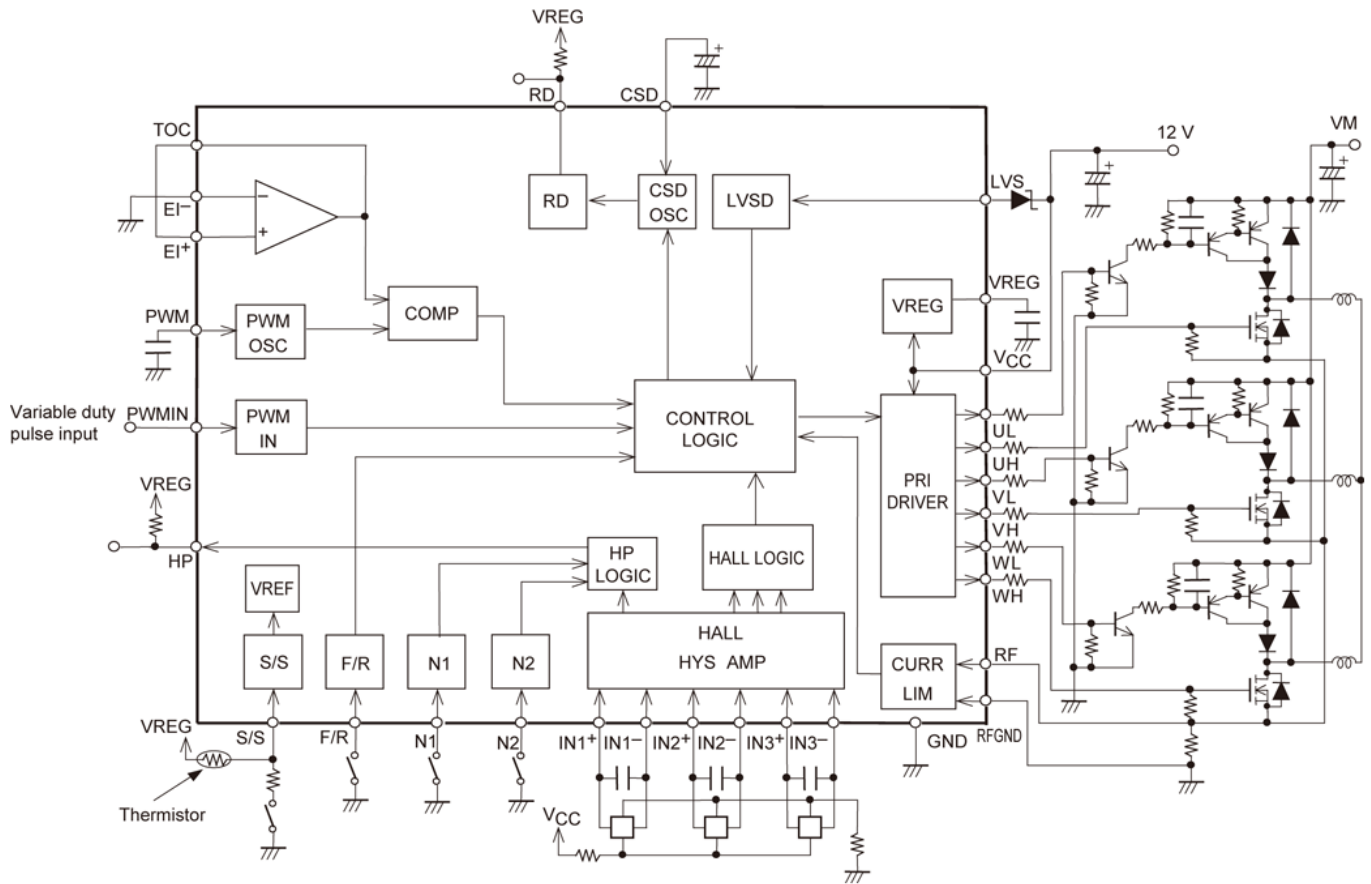 VREG
RD CSD
TOC
12 V
VM
LVS
EI−
EI+
RD
CSD
OSC
LVSD
PWM
PWM
OSC
COMP
VREG
VREG
VCC
Variable duty
pulse input
PWMIN
PWM
IN
CONTROL
LOGIC
PRI
DRIVER
UL
UH
VL
VH
WL
WH
VREG
HP
HP
LOGIC
HALL LOGIC
VREF
S/S
F/R
N1
N2
HALL
HYS AMP
CURR
LIM
RF
VREG
S/S
F/R
N1
N2
IN1+ IN1− IN2+ IN2− IN3+ IN3−
GND
RFGND
Thermistor
VCC